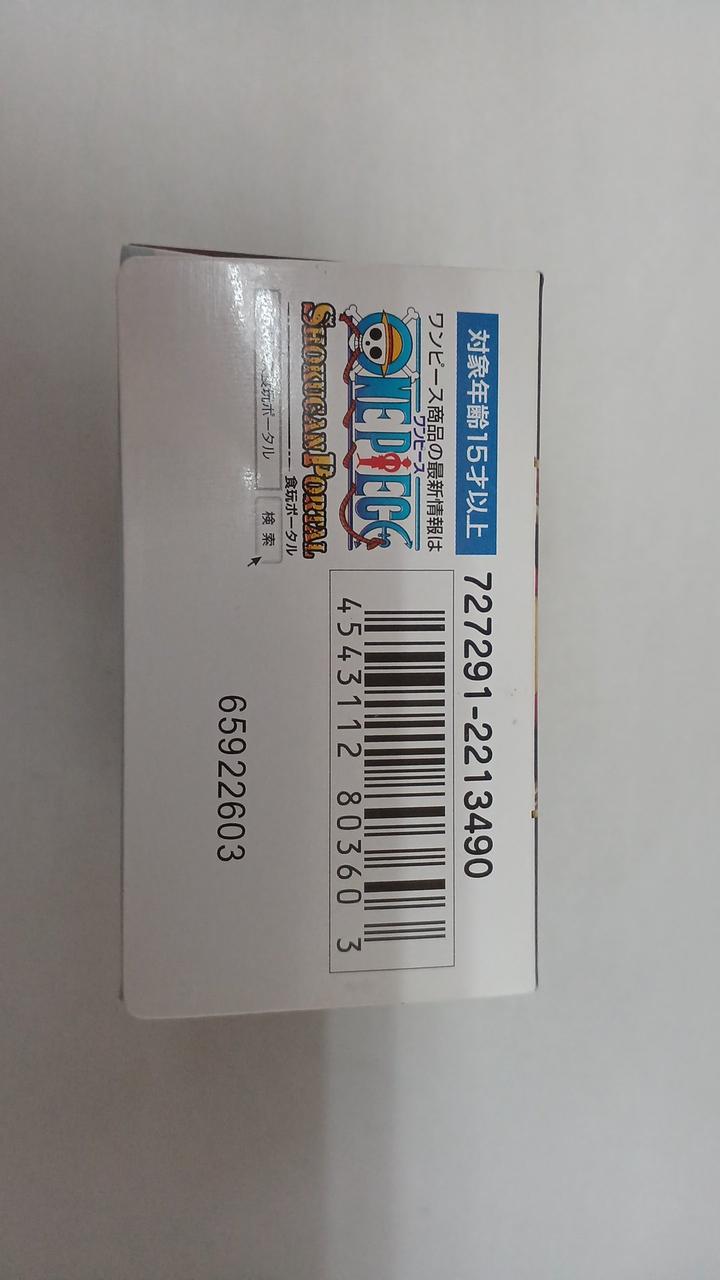 対象年齢15才以上
727291-2213490
ワンピース商品の最新情報は
ONE PIECE
ワンピース
4543112 80360 3
SHOKUGAN PORTAL
食玩ポータル
食玩ポータル
検索
65922603